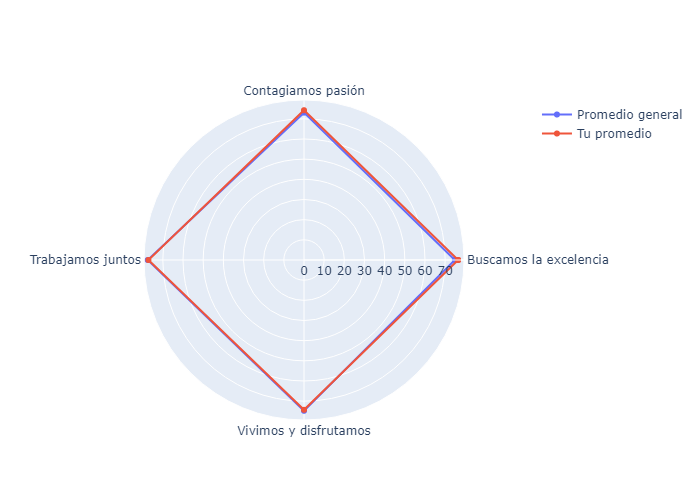 Contagiamos pasión
Promedio general
Tu promedio
Trabajamos juntos
Buscamos la excelencia
0 10 20 30 40 50 60 70
Vivimos y disfrutamos